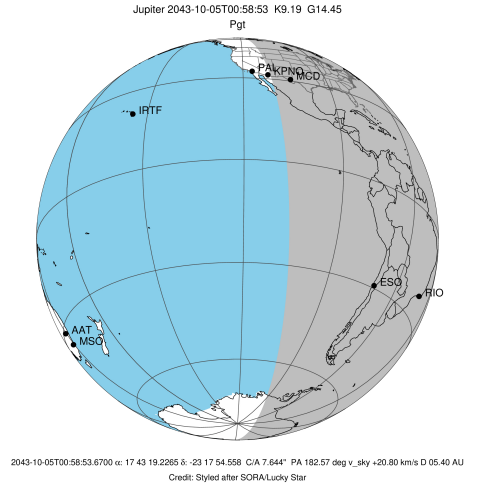 Jupiter 2043-10-05T00:58:53 K9.19 G14.45
Pgt
PAL
KPNO
MCD
IRTF
ESO
RIO
AAT
MSO
2043-10-05T00:58:53.6700 α: 17 43 19.2265 δ: -23 17 54.558 C/A 7.644" PA 182.57 deg v_sky +20.80 km/s D 05.40 AU
Credit: Styled after SORA/Lucky Star